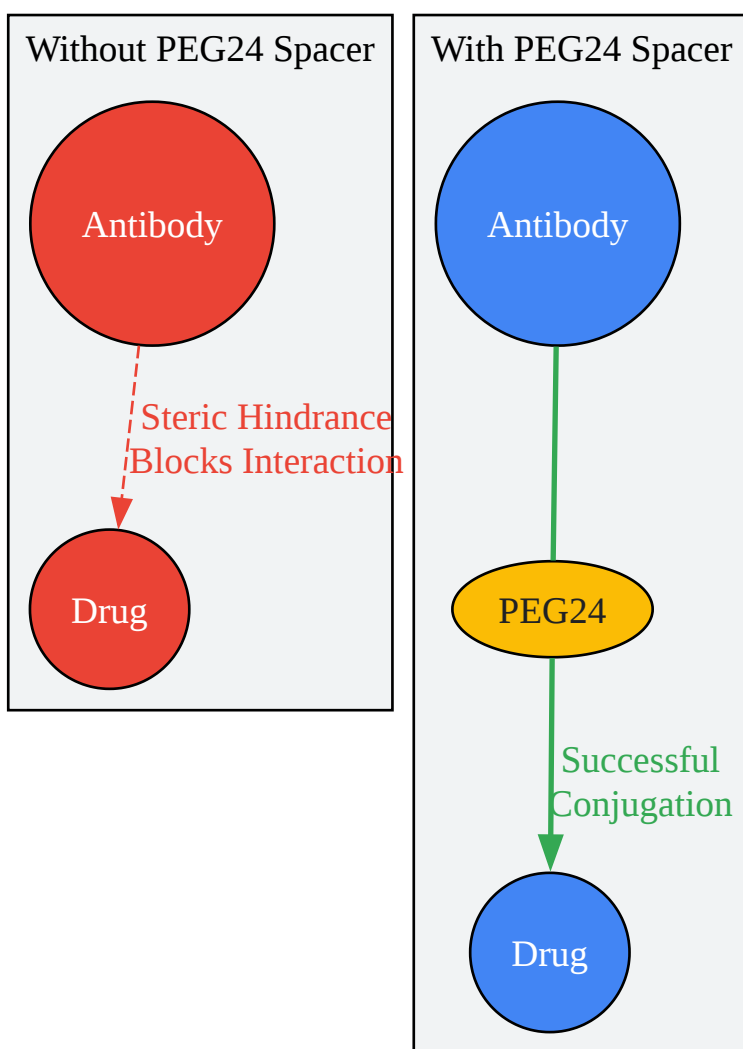 Without PEG24 Spacer
Antibody
Steric Hindrance
Blocks Interaction
Drug
With PEG24 Spacer
Antibody
PEG24
Successful
Conjugation
Drug